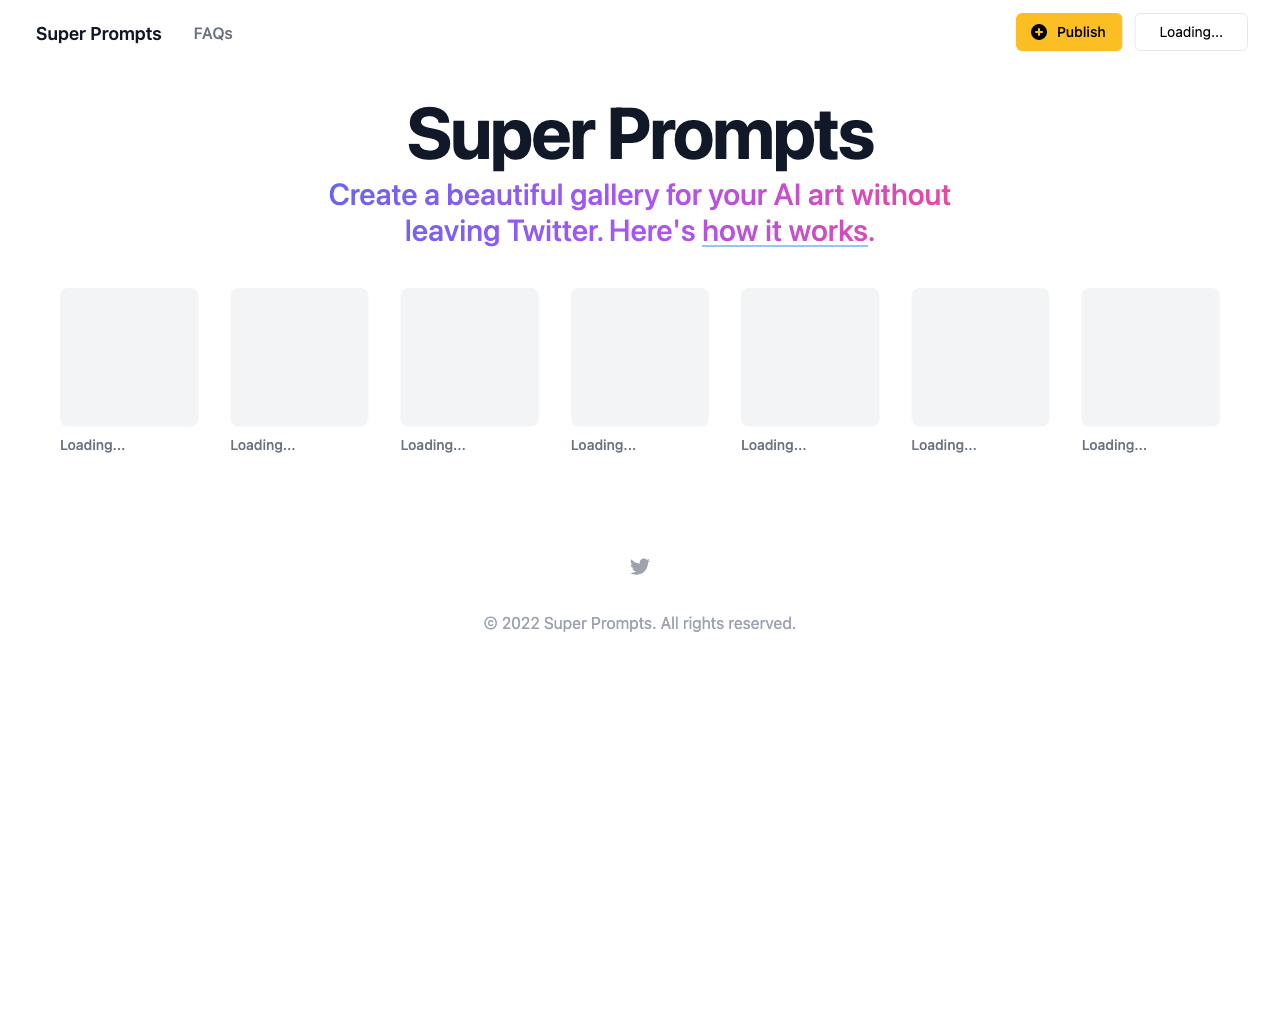 Super Prompts
FAQs
Publish
Loading...
Super Prompts
Create a beautiful gallery for your AI art without
leaving Twitter. Here's how it works.
Loading...
Loading...
Loading...
Loading...
Loading...
Loading...
Loading...
© 2022 Super Prompts. All rights reserved.